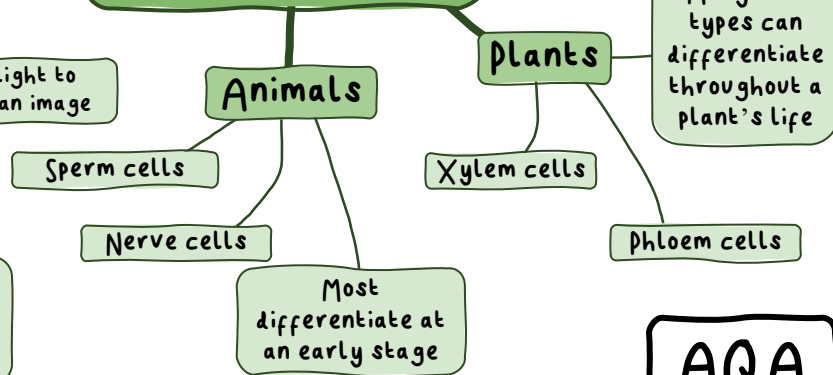 types can
differentiate
throughout a
plant's life
Plants
ight to
an image
Animals
Sperm cells
Xylem cells
Nerve cells
Phloem cells
Most
differentiate at
an early stage
AQA